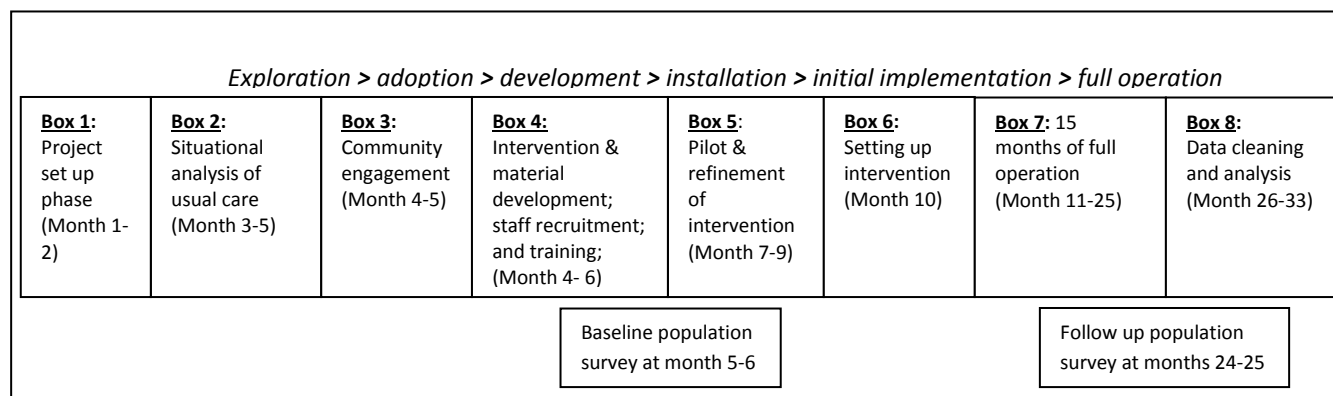 Exploration > adoption > development > installation > initial implementation > full operation
Box 1:
Project
set up
phase
(Month 1-
2)
Box 2:
Situational
analysis of
usual care
(Month 3-5)
Box 3:
Community
engagement
(Month 4-5)
Box 4:
Intervention &
material
development;
staff recruitment;
and training;
(Month 4- 6)
Box 5:
Pilot &
refinement
of
intervention
(Month 7-9)
Box 6:
Setting up
intervention
(Month 10)
Box 7: 15
months of full
operation
(Month 11-25)
Box 8:
Data cleaning
and analysis
(Month 26-33)
Baseline population
survey at month 5-6
Follow up population
survey at months 24-25